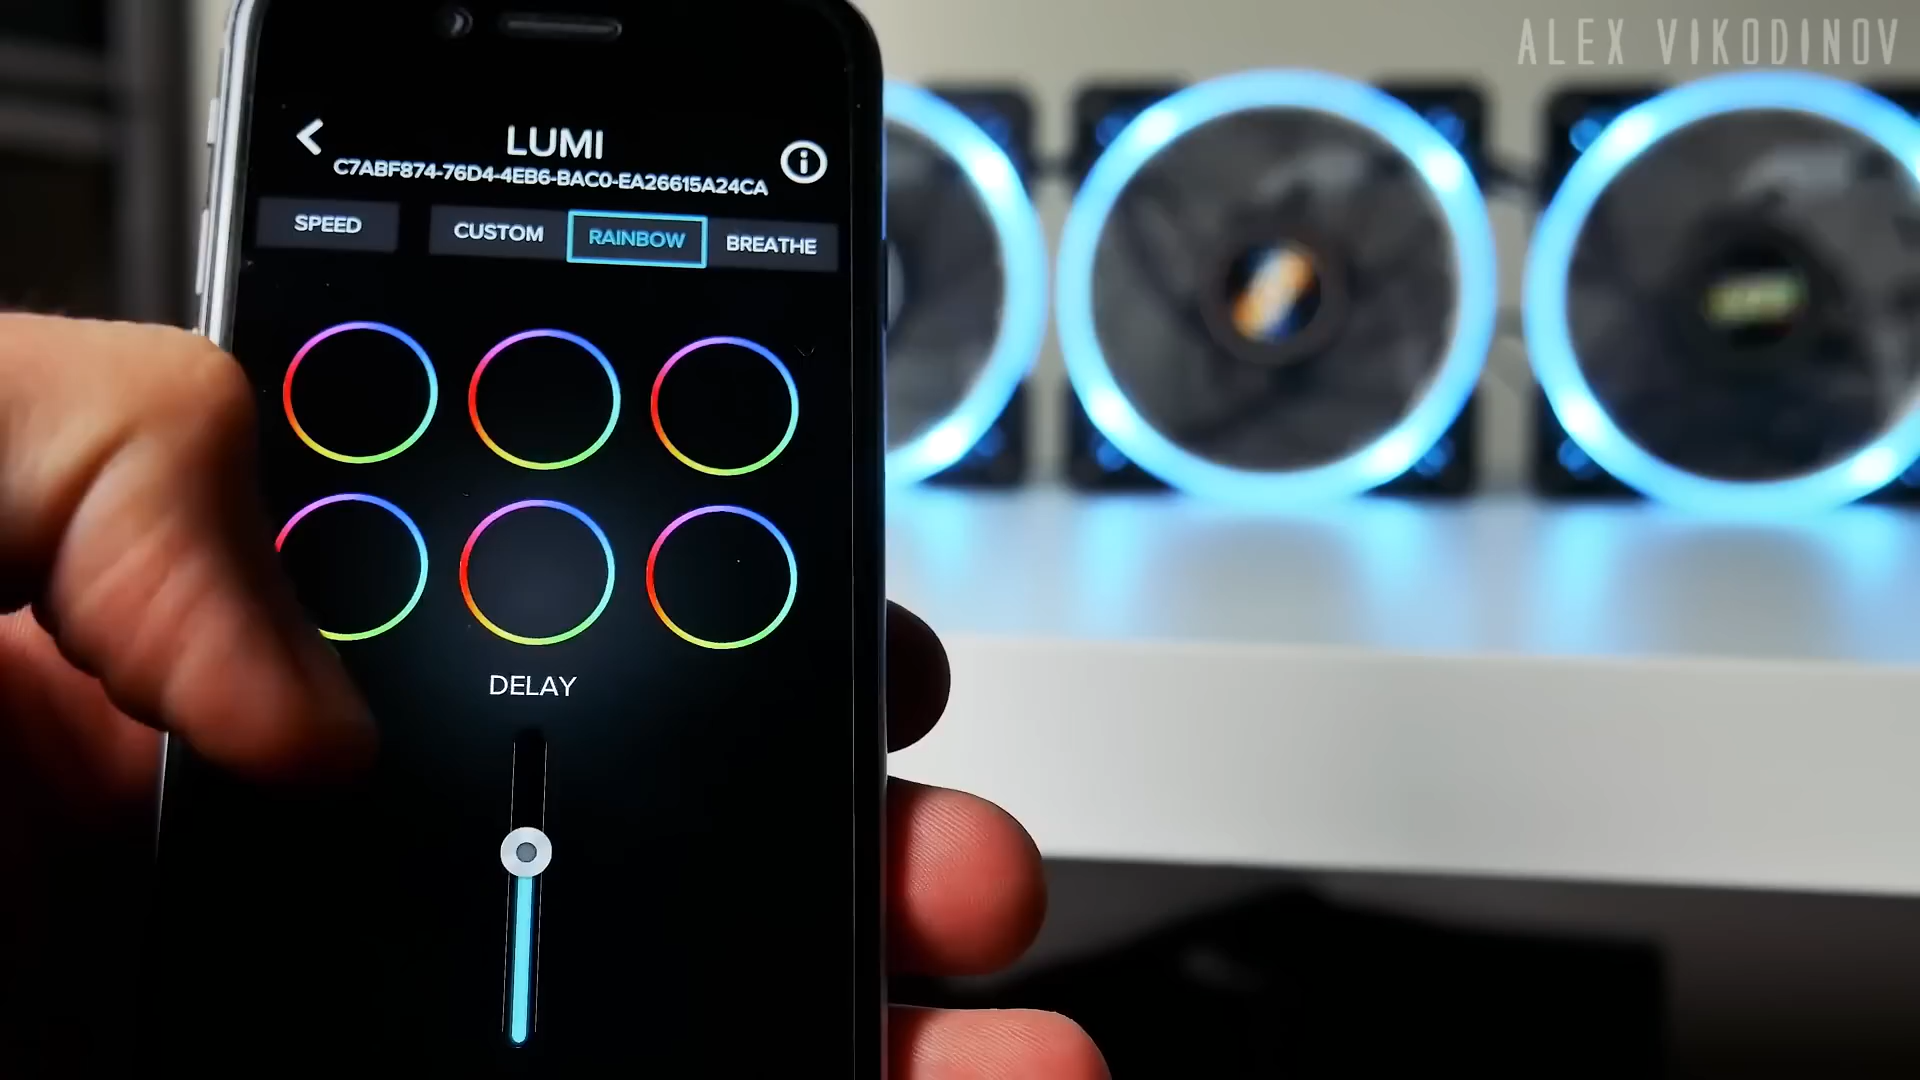 ALEX VIKODINOV
LUMI
C7ABF874-76D4-4EB6-BAC0-EA26615A24CA
SPEED
CUSTOM
RAINBOW
BREATHE
DELAY